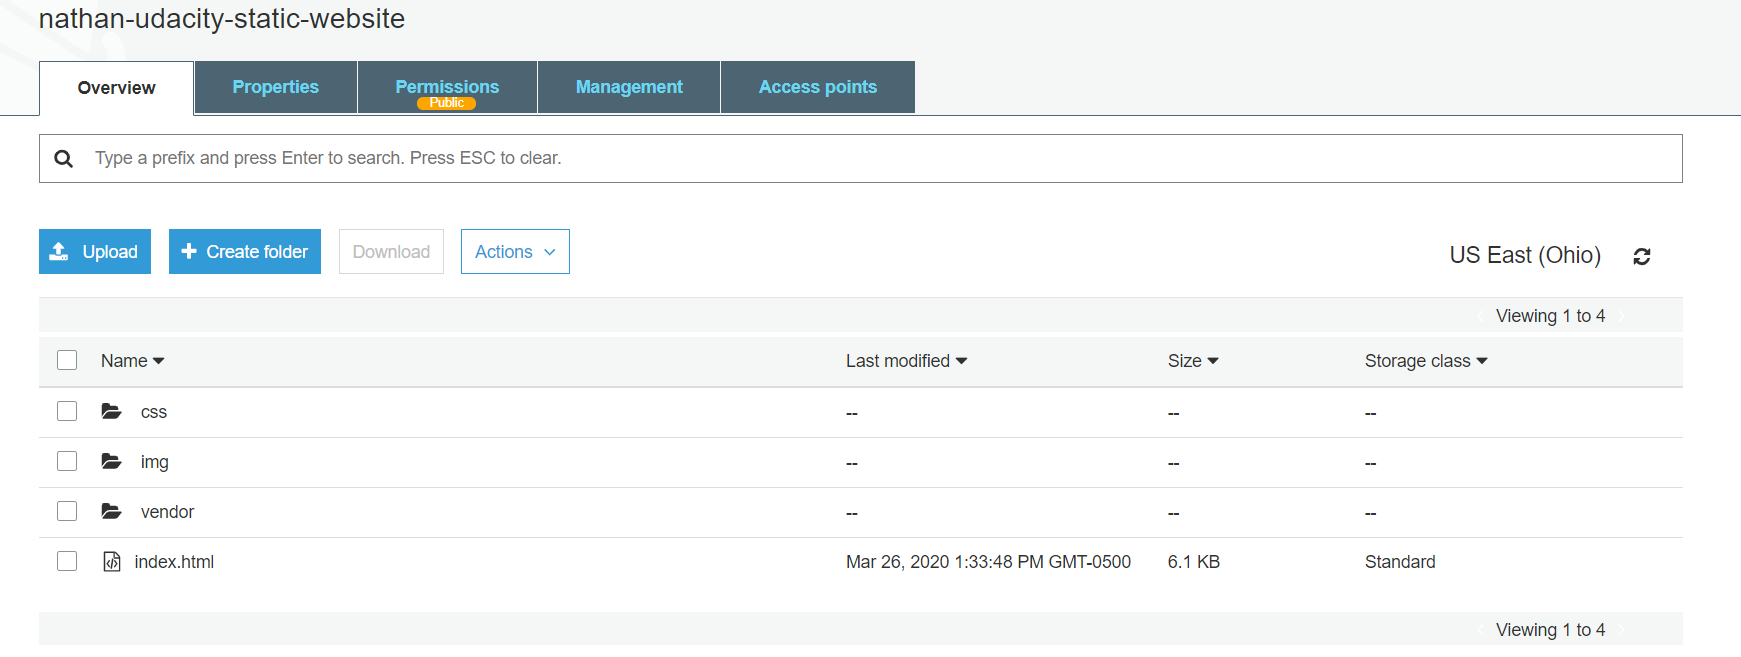 nathan-udacity-static-website
Overview Properties Permissions Management Access points
Public
Type a prefix and press Enter to search. Press ESC to clear.
Upload Create folder Download Actions US East (Ohio)
Viewing 1 to 4
Name Last modified Size Storage class
css -- -- --
img -- -- --
vendor -- -- --
index.html Mar 26, 2020 1:33:48 PM GMT-0500 6.1 KB Standard
Viewing 1 to 4